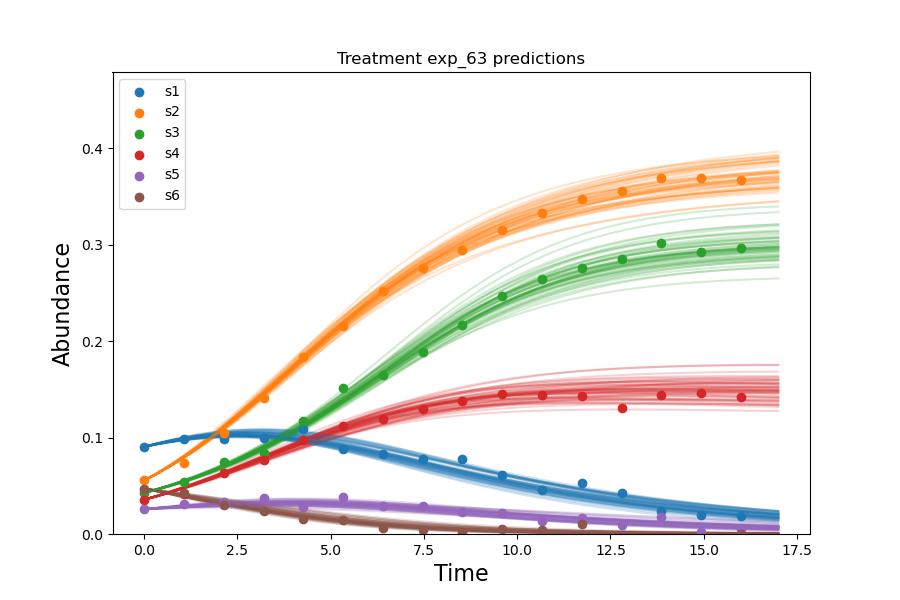 Treatment exp_63 predictions
s1
s2
s3
s4
s5
s6
Abundance
0.4
0.3
0.2
0.1
0.0
0.0 2.5 5.0 7.5 10.0 12.5 15.0 17.5
Time